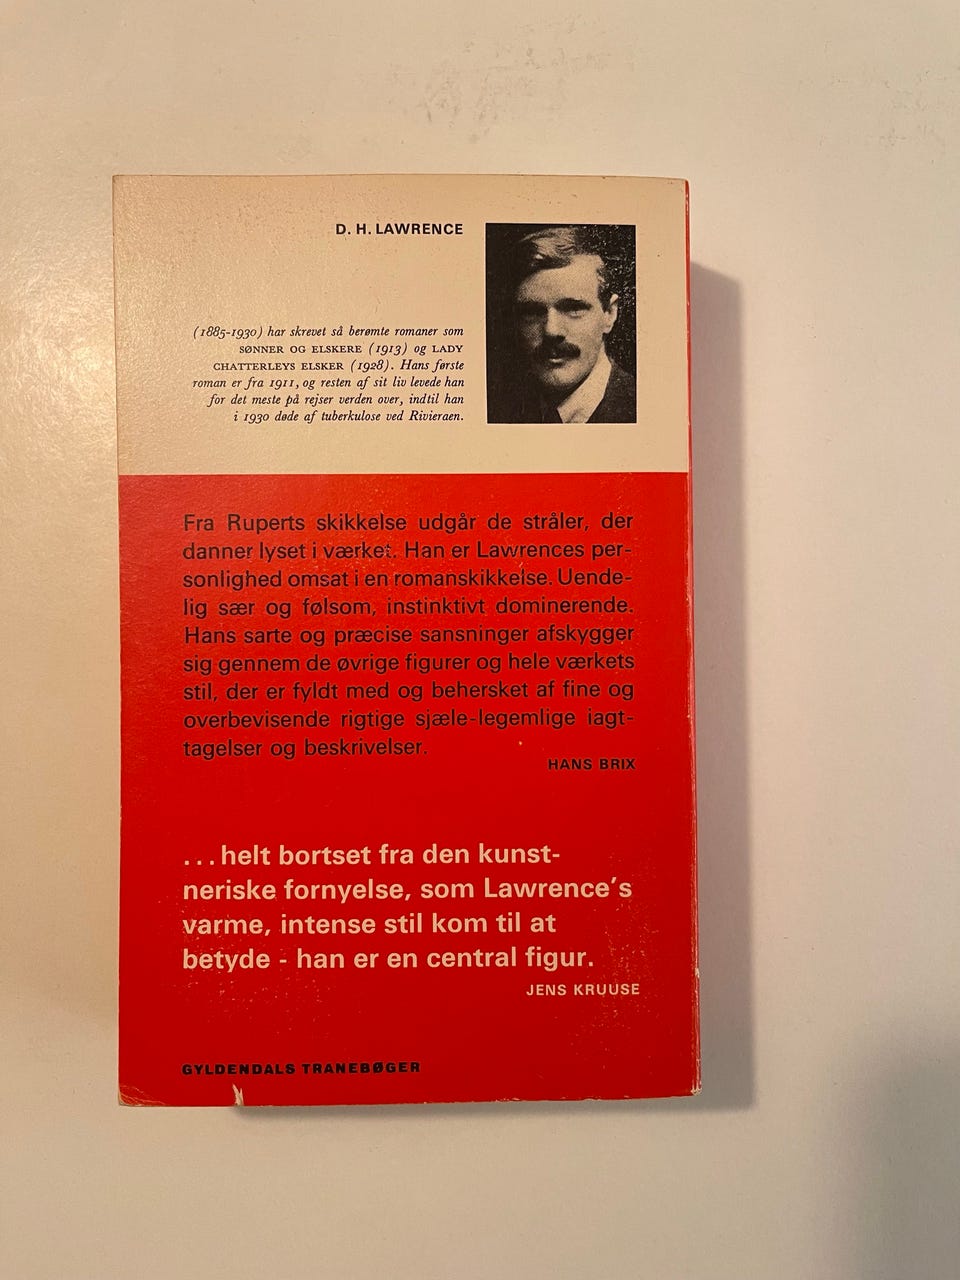 D. H. LAWRENCE
(1885-1930) har skrevet så berømte romaner som
SØNNER OG ELSKERE (1913) og LADY
CHATTERLEYS ELSKER (1928). Hans første
roman er fra 1911, og resten af sit liv levede han
for det meste på rejser verden over, indtil han
i 1930 døde af tuberkulose ved Rivieraen.
Fra Ruperts skikkelse udgår de stråler, der
danner lyset i værket. Han er Lawrences per-
sonlighed omsat i en romanskikkelse. Uende-
lig sær og følsom, instinktivt dominerende.
Hans sarte og præcise sansninger afskygger
sig gennem de øvrige figurer og hele værkets
stil, der er fyldt med og behersket af fine og
overbevisende rigtige sjæle-legemlige iagt-
tagelser og beskrivelser.
HANS BRIX
...helt bortset fra den kunst-
neriske fornyelse, som Lawrence's
varme, intense stil kom til at
betyde - han er en central figur.
JENS KRUUSE
GYLDENDALS TRANEBØGER